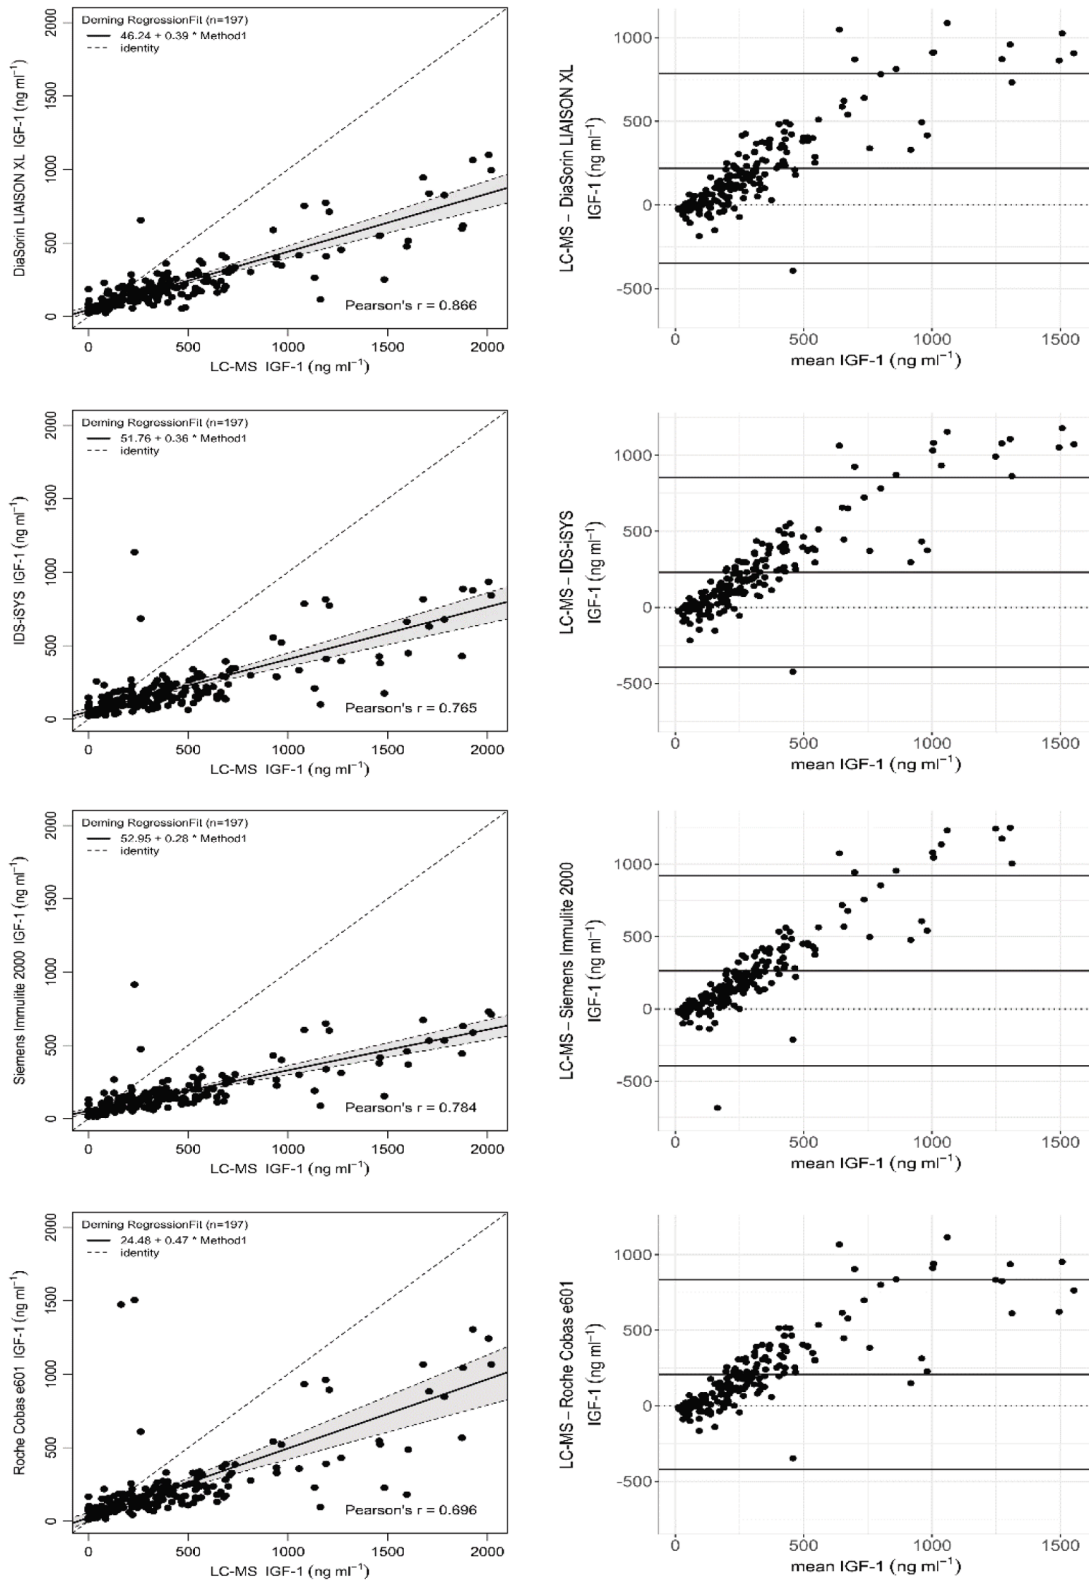 Deming RegressionFit (n=197)
46.24 + 0.39 * Method1
identity
2000
1500
1000
500
0
DiaSorin LIAISON XL IGF-1 (ng ml⁻¹)
Pearson's r = 0.866
0 500 1000 1500 2000
LC-MS IGF-1 (ng ml⁻¹)
1000
500
0
-500
LC-MS – DiaSorin LIAISON XL
IGF-1 (ng ml⁻¹)
0 500 1000 1500
mean IGF-1 (ng ml⁻¹)
Deming RegressionFit (n=197)
51.76 + 0.36 * Method1
identity
2000
1500
1000
500
0
IDS-iSYS IGF-1 (ng ml⁻¹)
Pearson's r = 0.765
0 500 1000 1500 2000
LC-MS IGF-1 (ng ml⁻¹)
1000
500
0
-500
LC-MS – IDS-iSYS
IGF-1 (ng ml⁻¹)
0 500 1000 1500
mean IGF-1 (ng ml⁻¹)
Deming RegressionFit (n=197)
52.95 + 0.28 * Method1
identity
2000
1500
1000
500
0
Siemens Immulite 2000 IGF-1 (ng ml⁻¹)
Pearson's r = 0.784
0 500 1000 1500 2000
LC-MS IGF-1 (ng ml⁻¹)
1000
500
0
-500
LC-MS – Siemens Immulite 2000
IGF-1 (ng ml⁻¹)
0 500 1000 1500
mean IGF-1 (ng ml⁻¹)
Deming RegressionFit (n=197)
24.48 + 0.47 * Method1
identity
2000
1500
1000
500
0
Roche Cobas e601 IGF-1 (ng ml⁻¹)
Pearson's r = 0.696
0 500 1000 1500 2000
LC-MS IGF-1 (ng ml⁻¹)
1000
500
0
-500
LC-MS – Roche Cobas e601
IGF-1 (ng ml⁻¹)
0 500 1000 1500
mean IGF-1 (ng ml⁻¹)